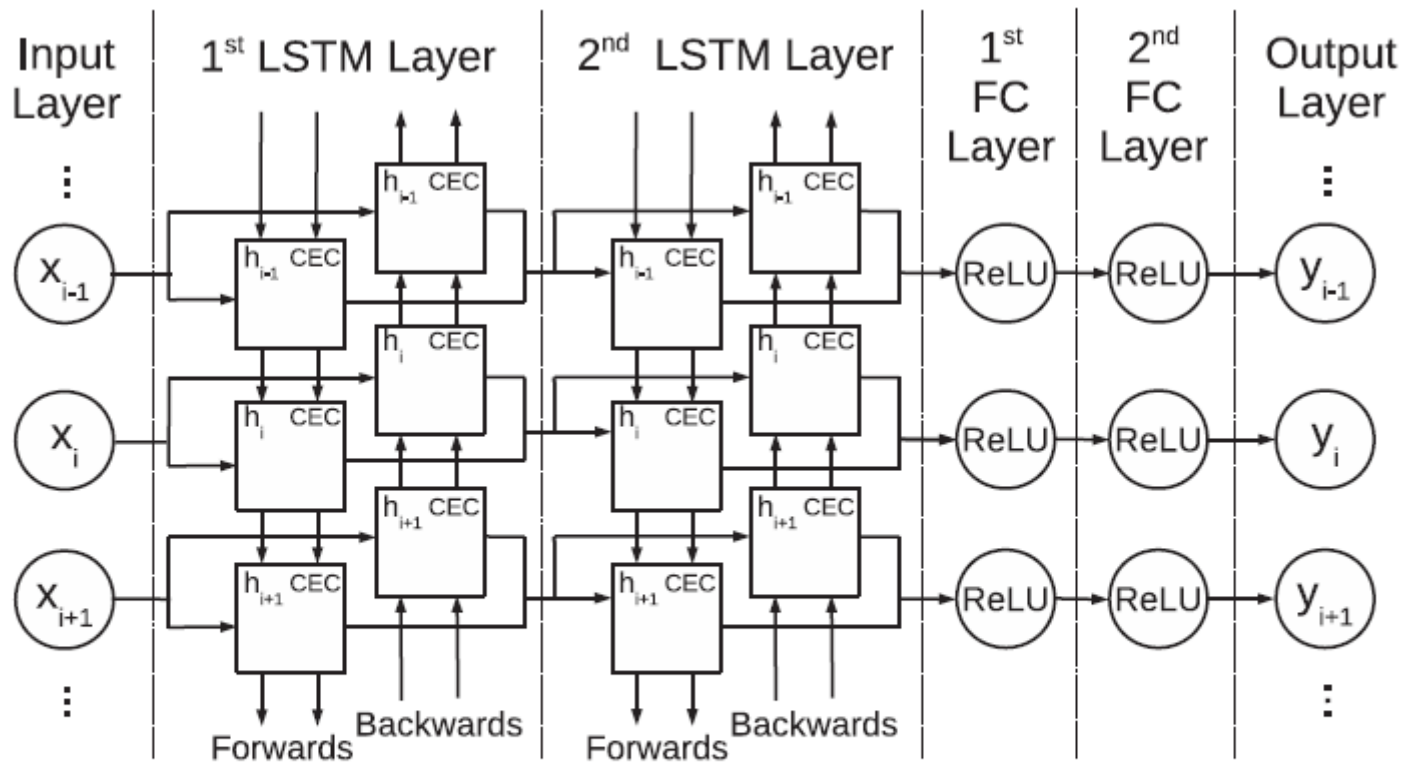 Input
Layer
1st LSTM Layer
2nd LSTM Layer
1st
FC
Layer
2nd
FC
Layer
Output
Layer
...
...
hi-1 CEC
hi-1 CEC
xi-1
hi-1 CEC
hi-1 CEC
ReLU
ReLU
yi-1
hi CEC
hi CEC
xi
hi CEC
hi CEC
ReLU
ReLU
yi
hi+1 CEC
hi+1 CEC
xi+1
hi+1 CEC
hi+1 CEC
ReLU
ReLU
yi+1
...
...
Forwards
Backwards
Forwards
Backwards